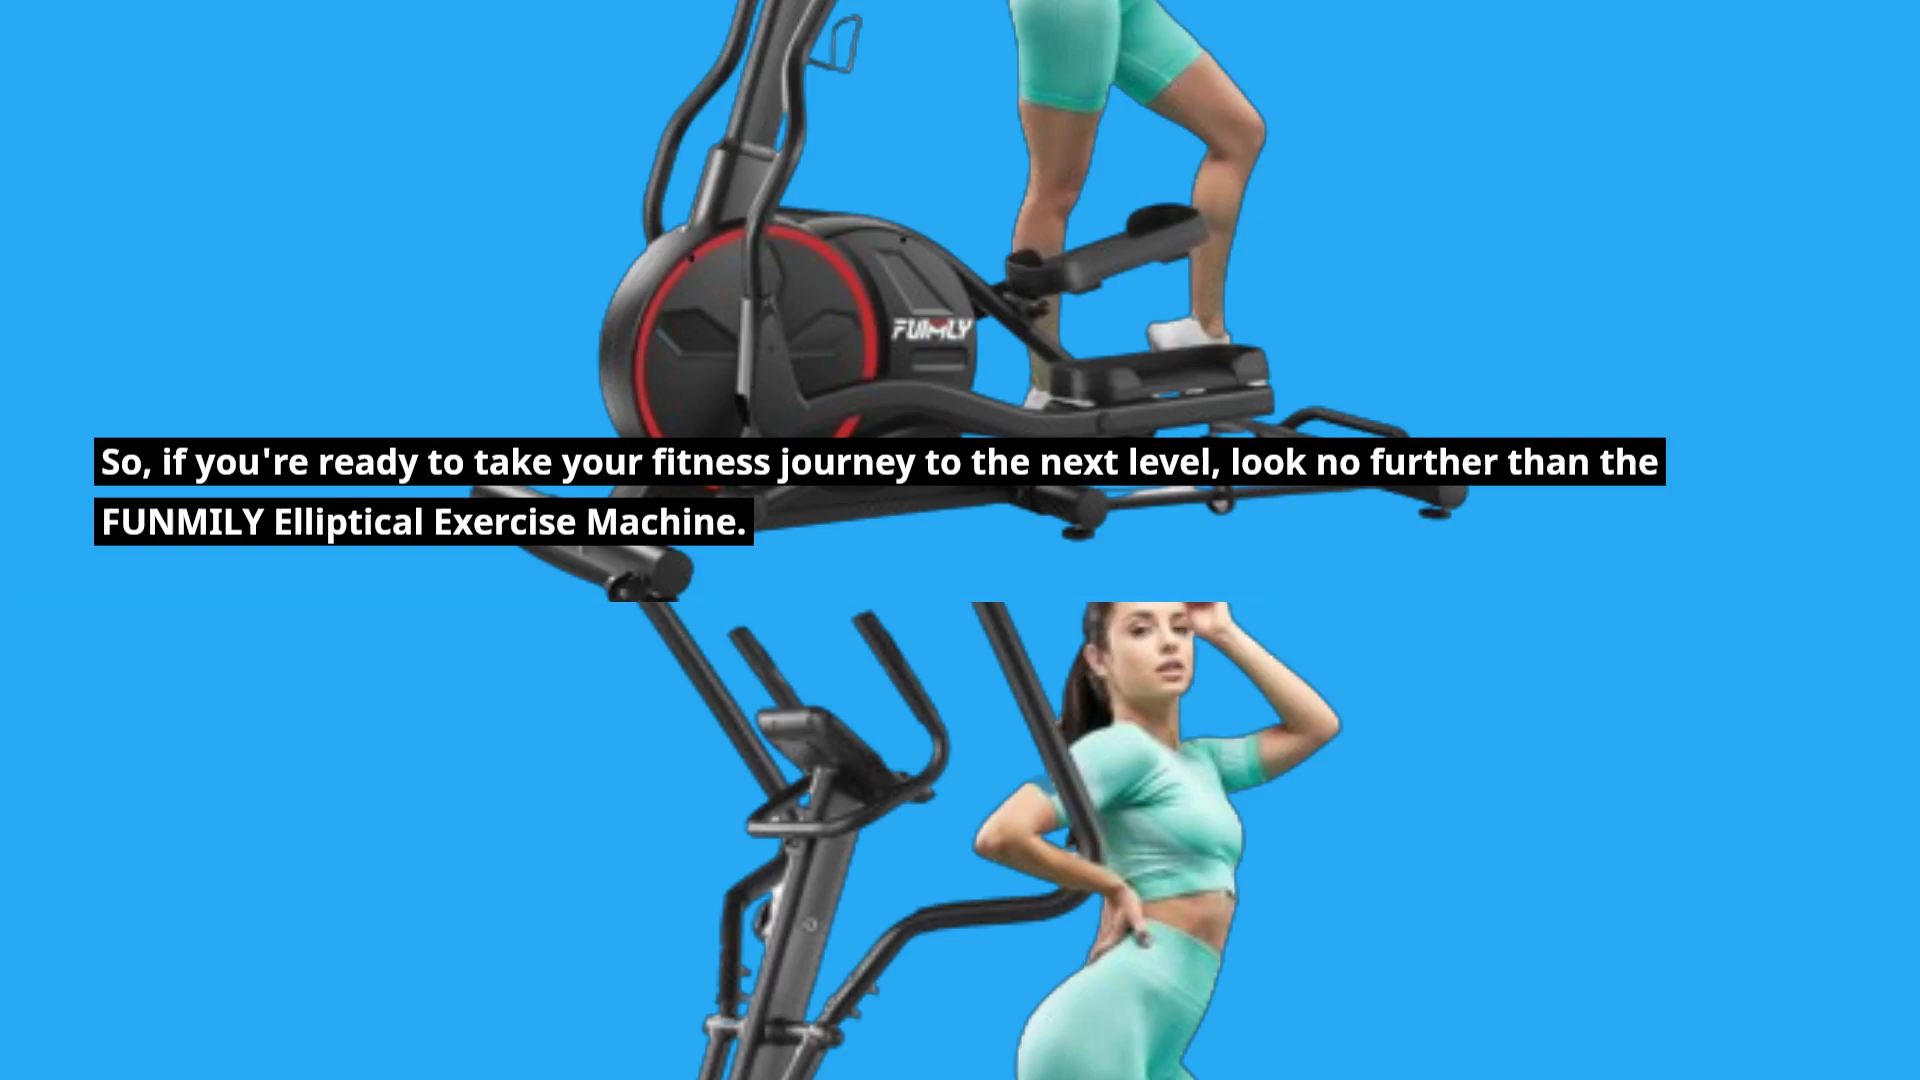 FUNMILY
So, if you're ready to take your fitness journey to the next level, look no further than the
FUNMILY Elliptical Exercise Machine.